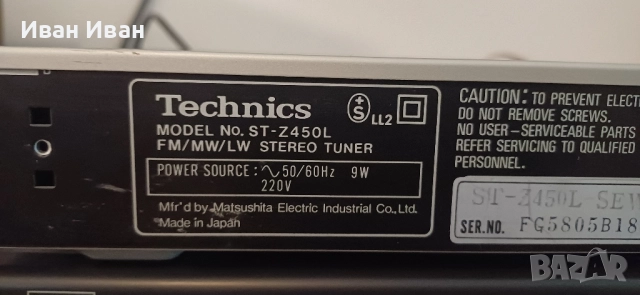 Иван Иван
Technics
S LL2
MODEL No. ST-Z450L
FM/MW/LW STEREO TUNER
POWER SOURCE: ∿50/60Hz 9W
220V
Mfr'd by Matsushita Electric Industrial Co., Ltd.
Made in Japan
CAUTION: TO PREVENT ELECT
DO NOT REMOVE SCREWS.
NO USER-SERVICEABLE PARTS
REFER SERVICING TO QUALIFIED
PERSONNEL.
ST-Z450L SEW
SER.NO. FG5805B18
bazar